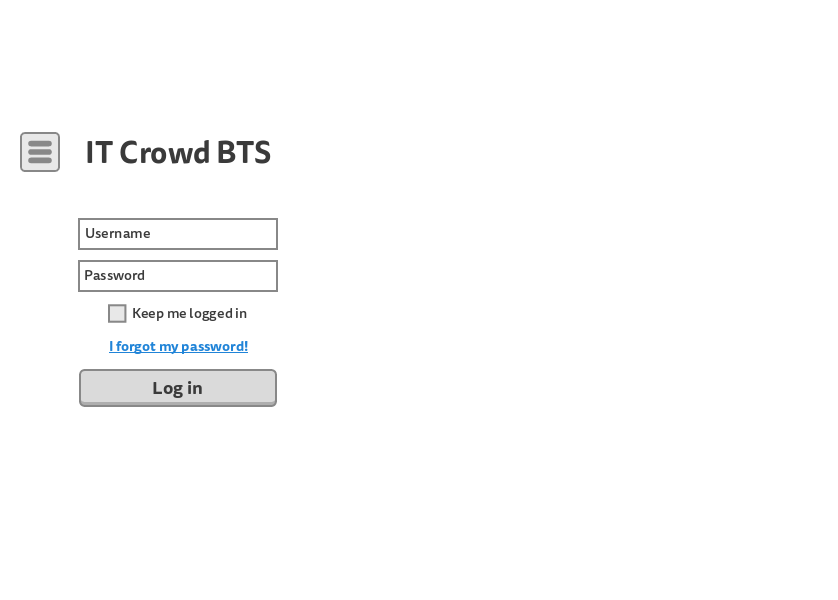 IT Crowd BTS
Username
Password
Keep me logged in
I forgot my password!
Log in